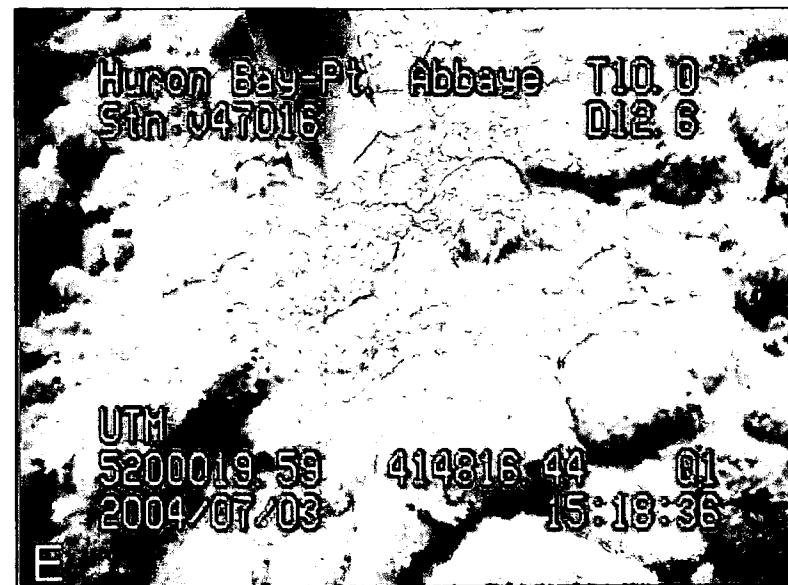 Huron Bay-Pt. Abbaye T10.0
Stn:v47016 D12.6
UTM
5200019.59 414816.44 Q1
2004/07/03 15:18:36
E